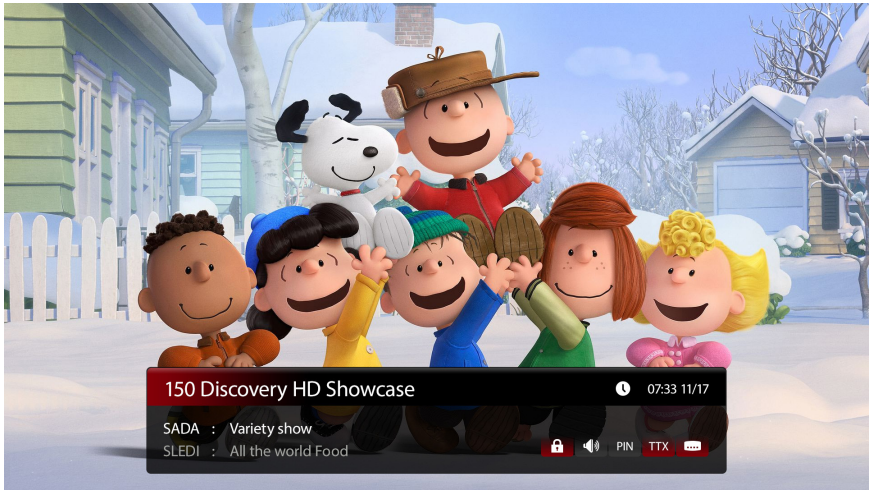 150 Discovery HD Showcase 07:33 11/17
SADA : Variety show
SLEDI : All the world Food
PIN TTX